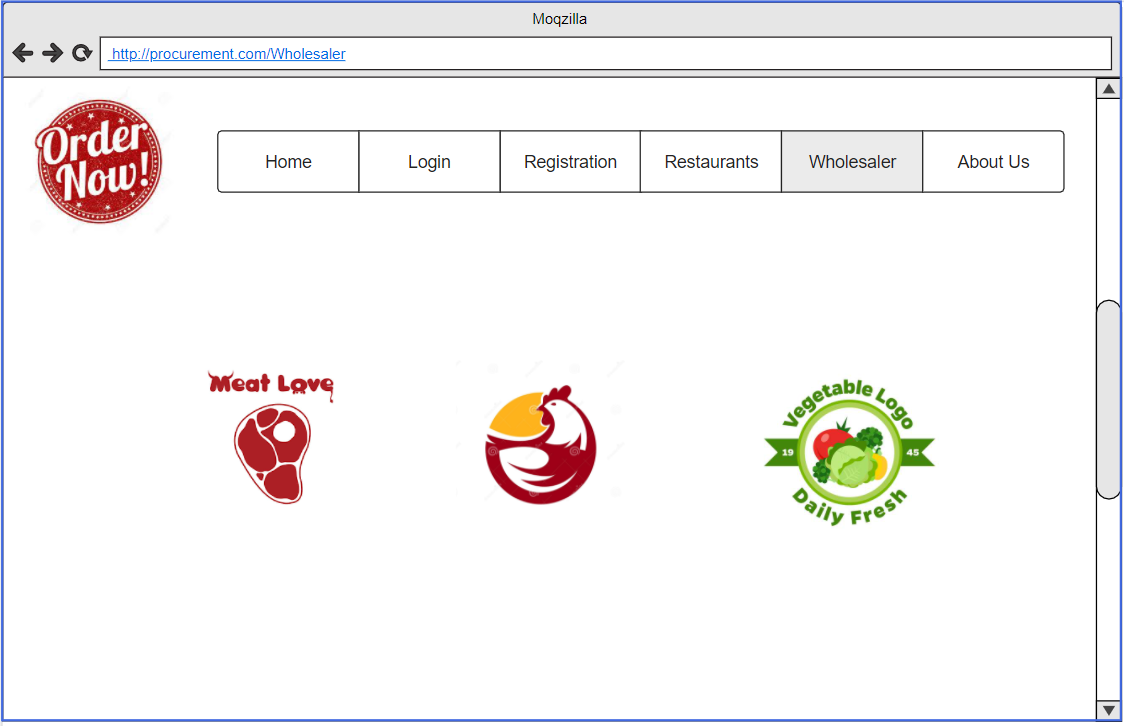 Moqzilla
http://procurement.com/Wholesaler
Order
Now!
Home
Login
Registration
Restaurants
Wholesaler
About Us
Meat Love
Vegetable Logo
19
45
Daily Fresh